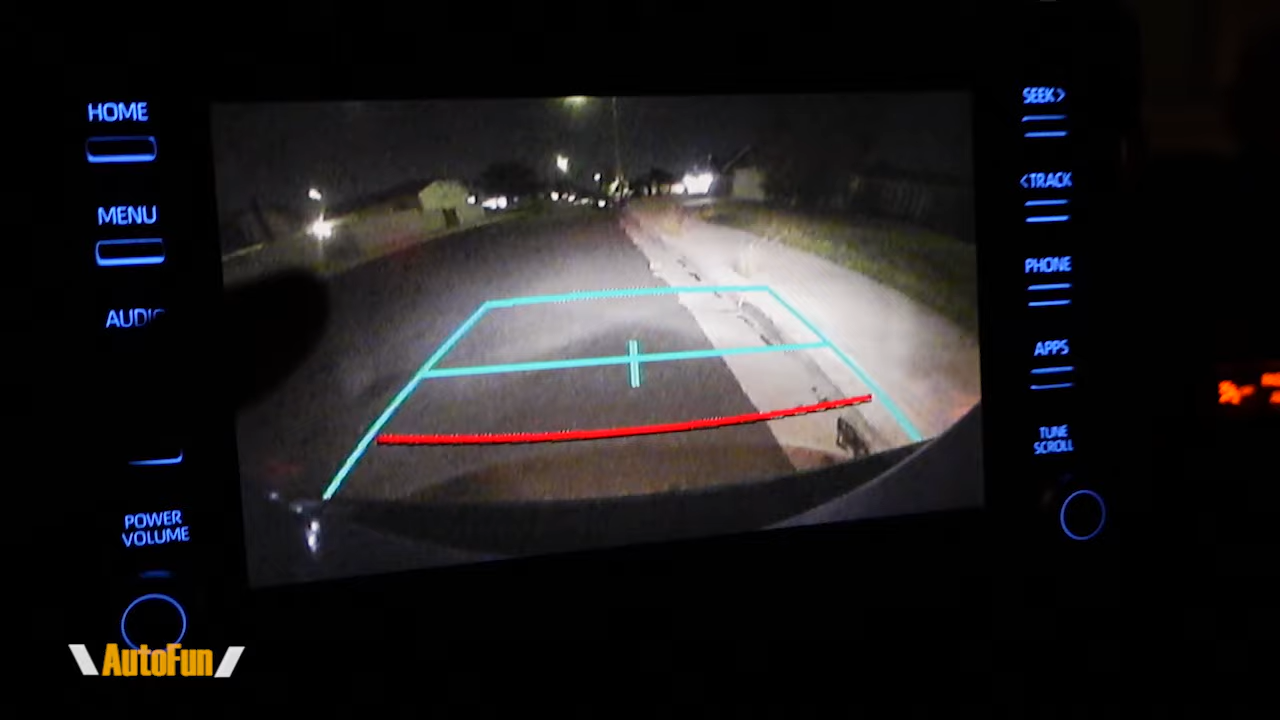 HOME
MENU
AUDIO
POWER
VOLUME
SEEK>
<TRACK
PHONE
APPS
TUNE
SCROLL
AutoFun